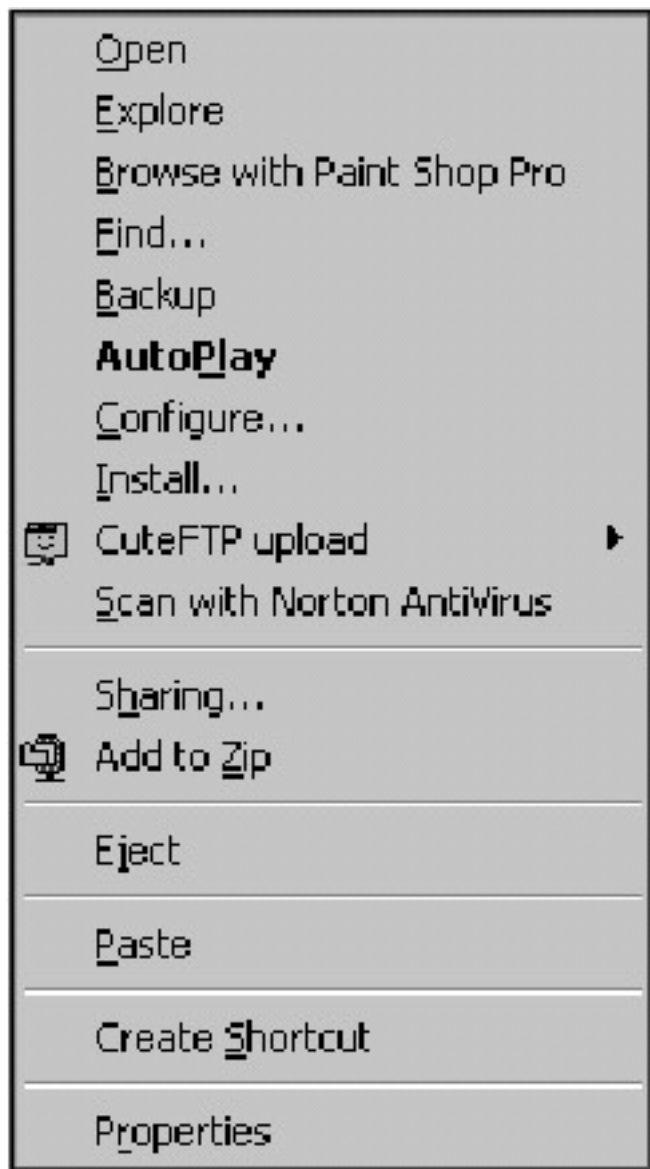 Open
Explore
Browse with Paint Shop Pro
Find...
Backup
AutoPlay
Configure...
Install...
CuteFTP upload
Scan with Norton AntiVirus
Sharing...
Add to Zip
Eject
Paste
Create Shortcut
Properties